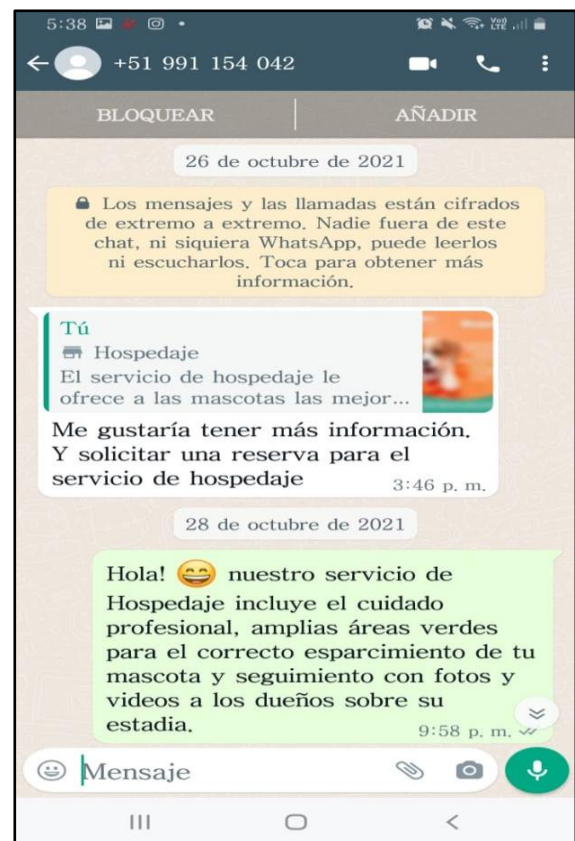 5:38
Voo)
LTE
+51 991 154 042
BLOQUEAR AÑADIR
26 de octubre de 2021
Los mensajes y las llamadas están cifrados
de extremo a extremo. Nadie fuera de este
chat, ni siquiera WhatsApp, puede leerlos
ni escucharlos. Toca para obtener más
información.
Tú
Hospedaje
El servicio de hospedaje le
ofrece a las mascotas las mejor...
Me gustaría tener más información.
Y solicitar una reserva para el
servicio de hospedaje
3:46 p. m.
28 de octubre de 2021
Hola! 😄 nuestro servicio de
Hospedaje incluye el cuidado
profesional, amplias áreas verdes
para el correcto esparcimiento de tu
mascota y seguimiento con fotos y
videos a los dueños sobre su
estadia.
9:58 p. m.
Mensaje